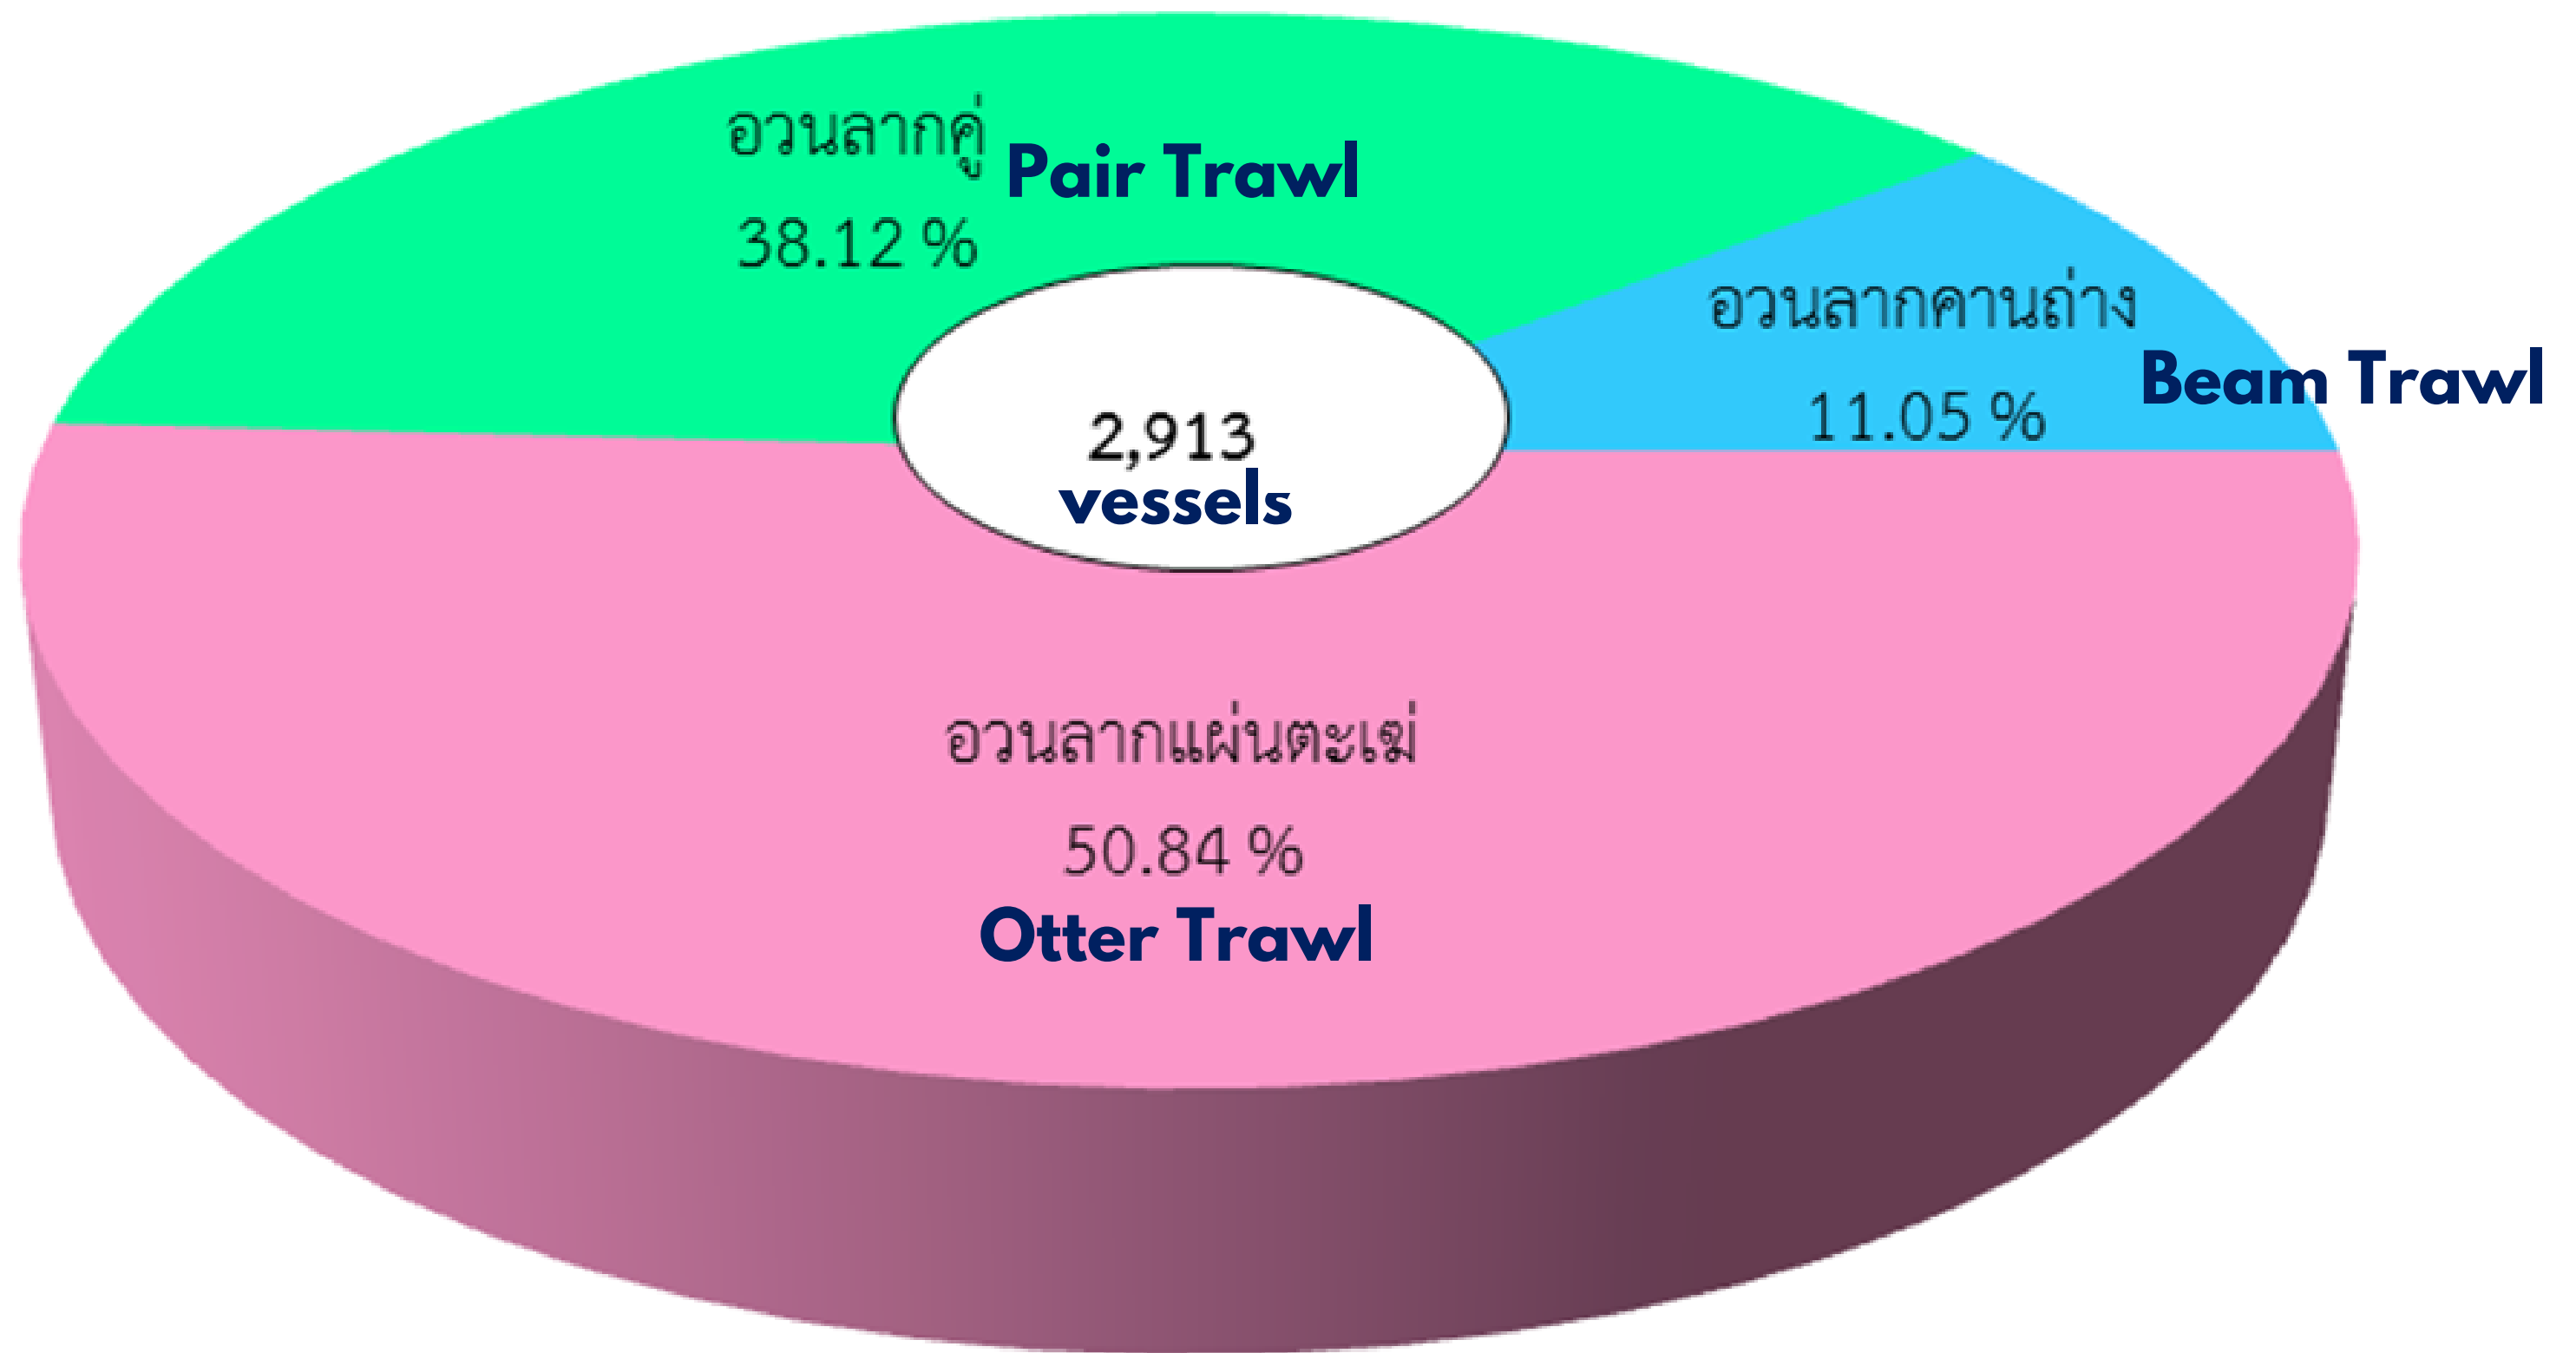 อวนลากคู่
Pair Trawl
38.12 %
อวนลากคานถ่าง
Beam Trawl
11.05 %
2,913
vessels
อวนลากแผ่นตะเฆ่
50.84 %
Otter Trawl